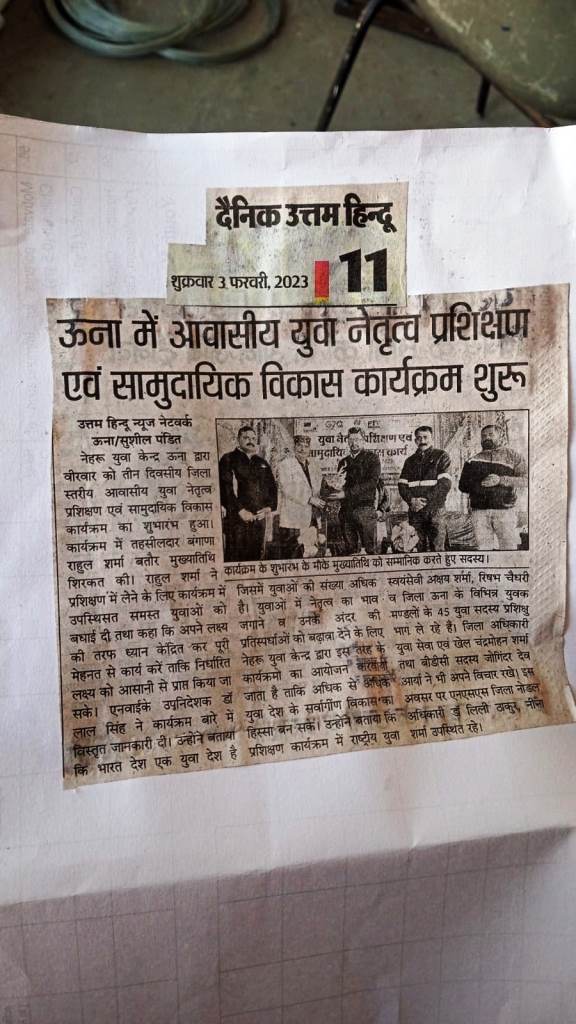 दैनिक उत्तम हिन्दू
शुक्रवार 3 फरवरी, 2023 11
ऊना में आवासीय युवा नेतृत्व प्रशिक्षण
एवं सामुदायिक विकास कार्यक्रम शुरू
उत्तम हिन्दू न्यूज नेटवर्क
ऊना/सुशील पंडित
नेहरू युवा केन्द्र ऊना द्वारा
वीरवार को तीन दिवसीय जिला
स्तरीय आवासीय युवा नेतृत्व
प्रशिक्षण एवं सामुदायिक विकास
कार्यक्रम का शुभारंभ हुआ।
कार्यक्रम में तहसीलदार बंगाणा
राहुल शर्मा बतौर मुख्यातिथि
शिरकत की। राहुल शर्मा ने
प्रशिक्षण में लेने के लिए कार्यक्रम में
उपस्थित समस्त युवाओं को
बधाई दी तथा कहा कि अपने लक्ष्य
की तरफ ध्यान केंद्रित कर पूरी
मेहनत से कार्य करें ताकि निर्धारित
लक्ष्य को आसानी से प्राप्त किया जा
सके। एनवाईके उपनिदेशक डॉ
लाल सिंह ने कार्यक्रम बारे में
विस्तृत जानकारी दी। उन्होंने बताया
कि भारत देश एक युवा देश है
युवा प्रशिक्षण एवं
सामुदायि विकास कार्य
कार्यक्रम के शुभारंभ के मौके मुख्यातिथि को सम्मानिक करते हुए सदस्य।
जिसमें युवाओं की संख्या अधिक
है। युवाओं में नेतृत्व का भाव
जगाने व उनके अंदर की
प्रतिस्पर्धाओं को बढ़ावा देने के लिए
नेहरू युवा केन्द्र द्वारा इस तरह के
कार्यक्रमो का आयोजन करवाया
जाता है ताकि अधिक से अधिक
युवा देश के सर्वागीण विकास का
हिस्सा बन सके। उन्होंने बताया कि
प्रशिक्षण कार्यक्रम में राष्ट्रीय युवा
स्वयंसेवी अक्षय शर्मा, रिषभ चैधरी
व जिला ऊना के विभिन्न युवक
मण्डलों के 45 युवा सदस्य प्रशिक्षु
भाग ले रहे है। जिला अधिकारी
युवा सेवा एवं खेल चंद्रमोहन शर्मा
तथा बीडीसी सदस्य जोगिंदर देव
आर्या ने भी अपने विचार रखे। इस
अवसर पर एनएसएस जिला नोडल
अधिकारी डॉ लिली ठाकुर, नीना
शर्मा उपस्थित रहे।